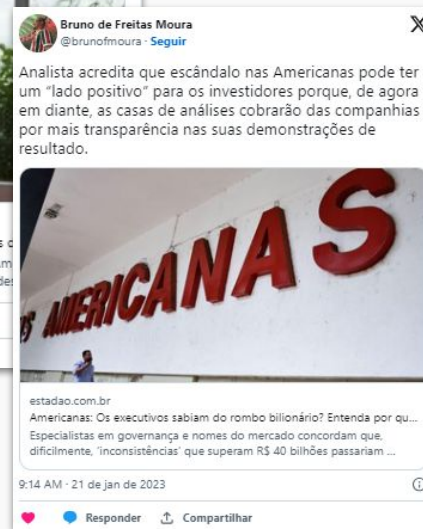 Bruno de Freitas Moura
@brunofmoura · Seguir
Analista acredita que escândalo nas Americanas pode ter
um “lado positivo” para os investidores porque, de agora
em diante, as casas de análises cobrarão das companhias
por mais transparência nas suas demonstrações de
resultado.
AMERICANAS
estadao.com.br
Americanas: Os executivos sabiam do rombo bilionário? Entenda por qu...
Especialistas em governança e nomes do mercado concordam que,
dificilmente, ‘inconsistências’ que superam R$ 40 bilhões passariam ...
9:14 AM · 21 de jan de 2023
Responder
Compartilhar